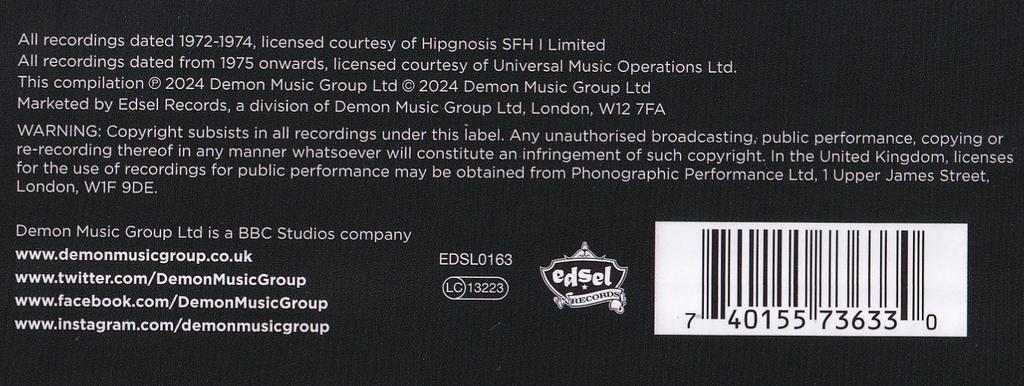 All recordings dated 1972-1974, licensed courtesy of Hipgnosis SFH I Limited
All recordings dated from 1975 onwards, licensed courtesy of Universal Music Operations Ltd.
This compilation ℗ 2024 Demon Music Group Ltd © 2024 Demon Music Group Ltd
Marketed by Edsel Records, a division of Demon Music Group Ltd, London, W12 7FA
WARNING: Copyright subsists in all recordings under this label. Any unauthorised broadcasting, public performance, copying or
re-recording thereof in any manner whatsoever will constitute an infringement of such copyright. In the United Kingdom, licenses
for the use of recordings for public performance may be obtained from Phonographic Performance Ltd, 1 Upper James Street,
London, W1F 9DE.
Demon Music Group Ltd is a BBC Studios company
www.demonmusicgroup.co.uk
www.twitter.com/DemonMusicGroup
www.facebook.com/DemonMusicGroup
www.instagram.com/demonmusicgroup
EDSL0163
LC 13223
edsel
RECORDS
7 40155 73633 0